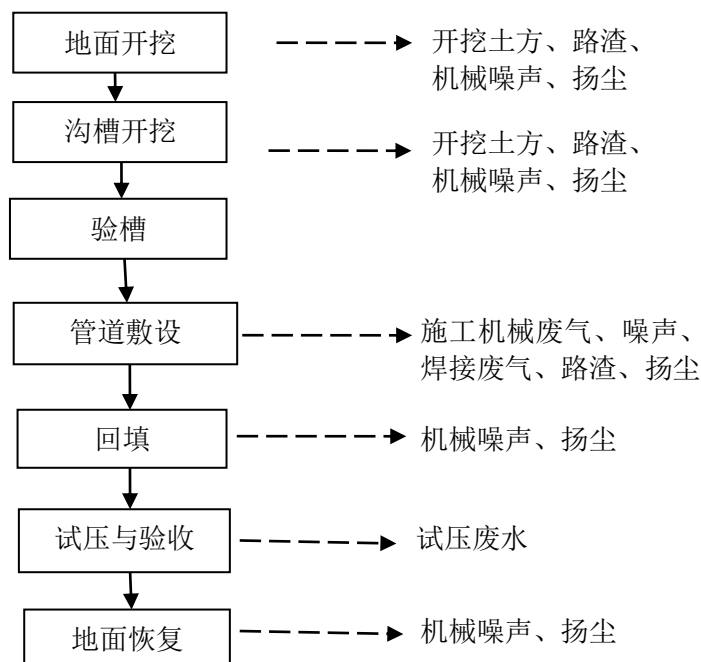 地面开挖
开挖土方、路渣、
机械噪声、扬尘
沟槽开挖
开挖土方、路渣、
机械噪声、扬尘
验槽
管道敷设
施工机械废气、噪声、
焊接废气、路渣、扬尘
回填
机械噪声、扬尘
试压与验收
试压废水
地面恢复
机械噪声、扬尘